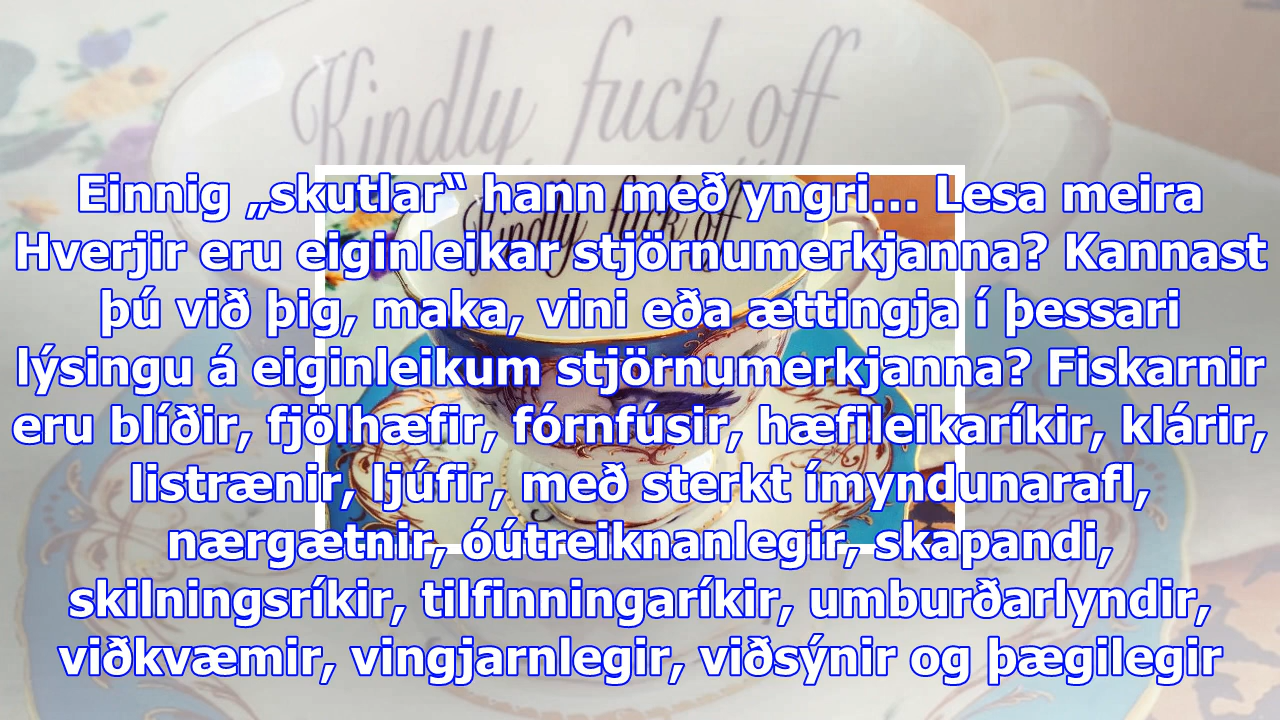 Kindly fuck off
Kindly fuck off
Einnig „skutlar“ hann með yngri... Lesa meira
Hverjir eru eiginleikar stjörnumerkjanna? Kannast
þú við þig, maka, vini eða ættingja í þessari
lýsingu á eiginleikum stjörnumerkjanna? Fiskarnir
eru blíðir, fjölhæfir, fórnfúsir, hæfileikaríkir, klárir,
listrænir, ljúfir, með sterkt ímyndunarafl,
nærgætnir, óútreiknanlegir, skapandi,
skilningsríkir, tilfinningaríkir, umburðarlyndir,
viðkvæmir, vingjarnlegir, viðsýnir og þægilegir